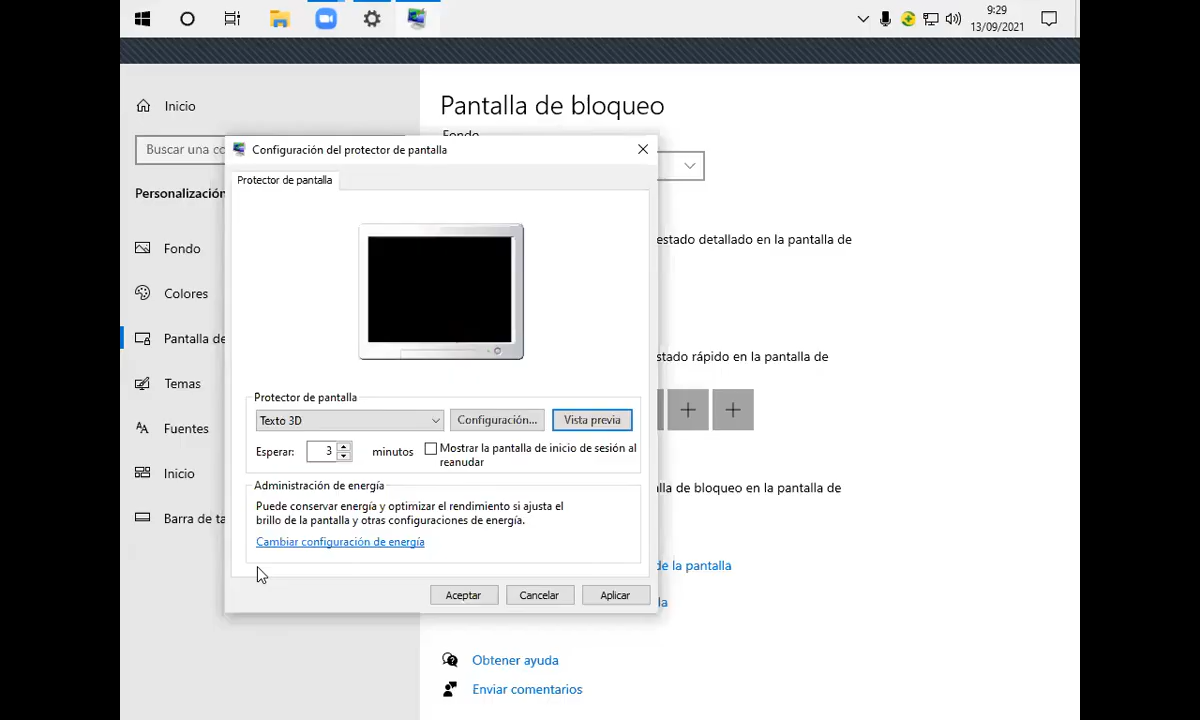 9:29
13/09/2021
Inicio
Pantalla de bloqueo
Fondo
Buscar una co
Configuración del protector de pantalla
Protector de pantalla
Personalización
Fondo
estado detallado en la pantalla de
Colores
Pantalla de
stado rápido en la pantalla de
Temas
Protector de pantalla
Texto 3D
Configuración...
Vista previa
Fuentes
Esperar:
3
minutos
Mostrar la pantalla de inicio de sesión al
reanudar
Inicio
Administración de energía
lla de bloqueo en la pantalla de
Puede conservar energía y optimizar el rendimiento si ajusta el
brillo de la pantalla y otras configuraciones de energía.
Barra de ta
Cambiar configuración de energía
de la pantalla
Aceptar
Cancelar
Aplicar
la
Obtener ayuda
Enviar comentarios